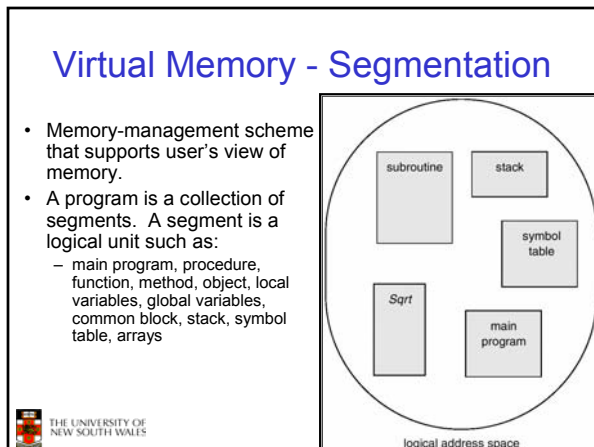 Virtual Memory - Segmentation
• Memory-management scheme
that supports user's view of
memory.
• A program is a collection of
segments. A segment is a
logical unit such as:
– main program, procedure,
function, method, object, local
variables, global variables,
common block, stack, symbol
table, arrays
subroutine
stack
symbol
table
Sqrt
main
program
logical address space
THE UNIVERSITY OF
NEW SOUTH WALES